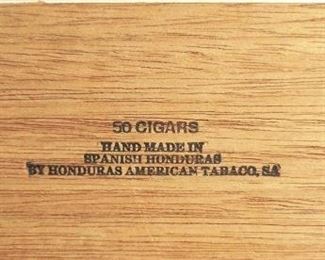 50 CIGARS
HAND MADE IN
SPANISH HONDURAS
BY HONDURAS AMERICAN TABACO, SA